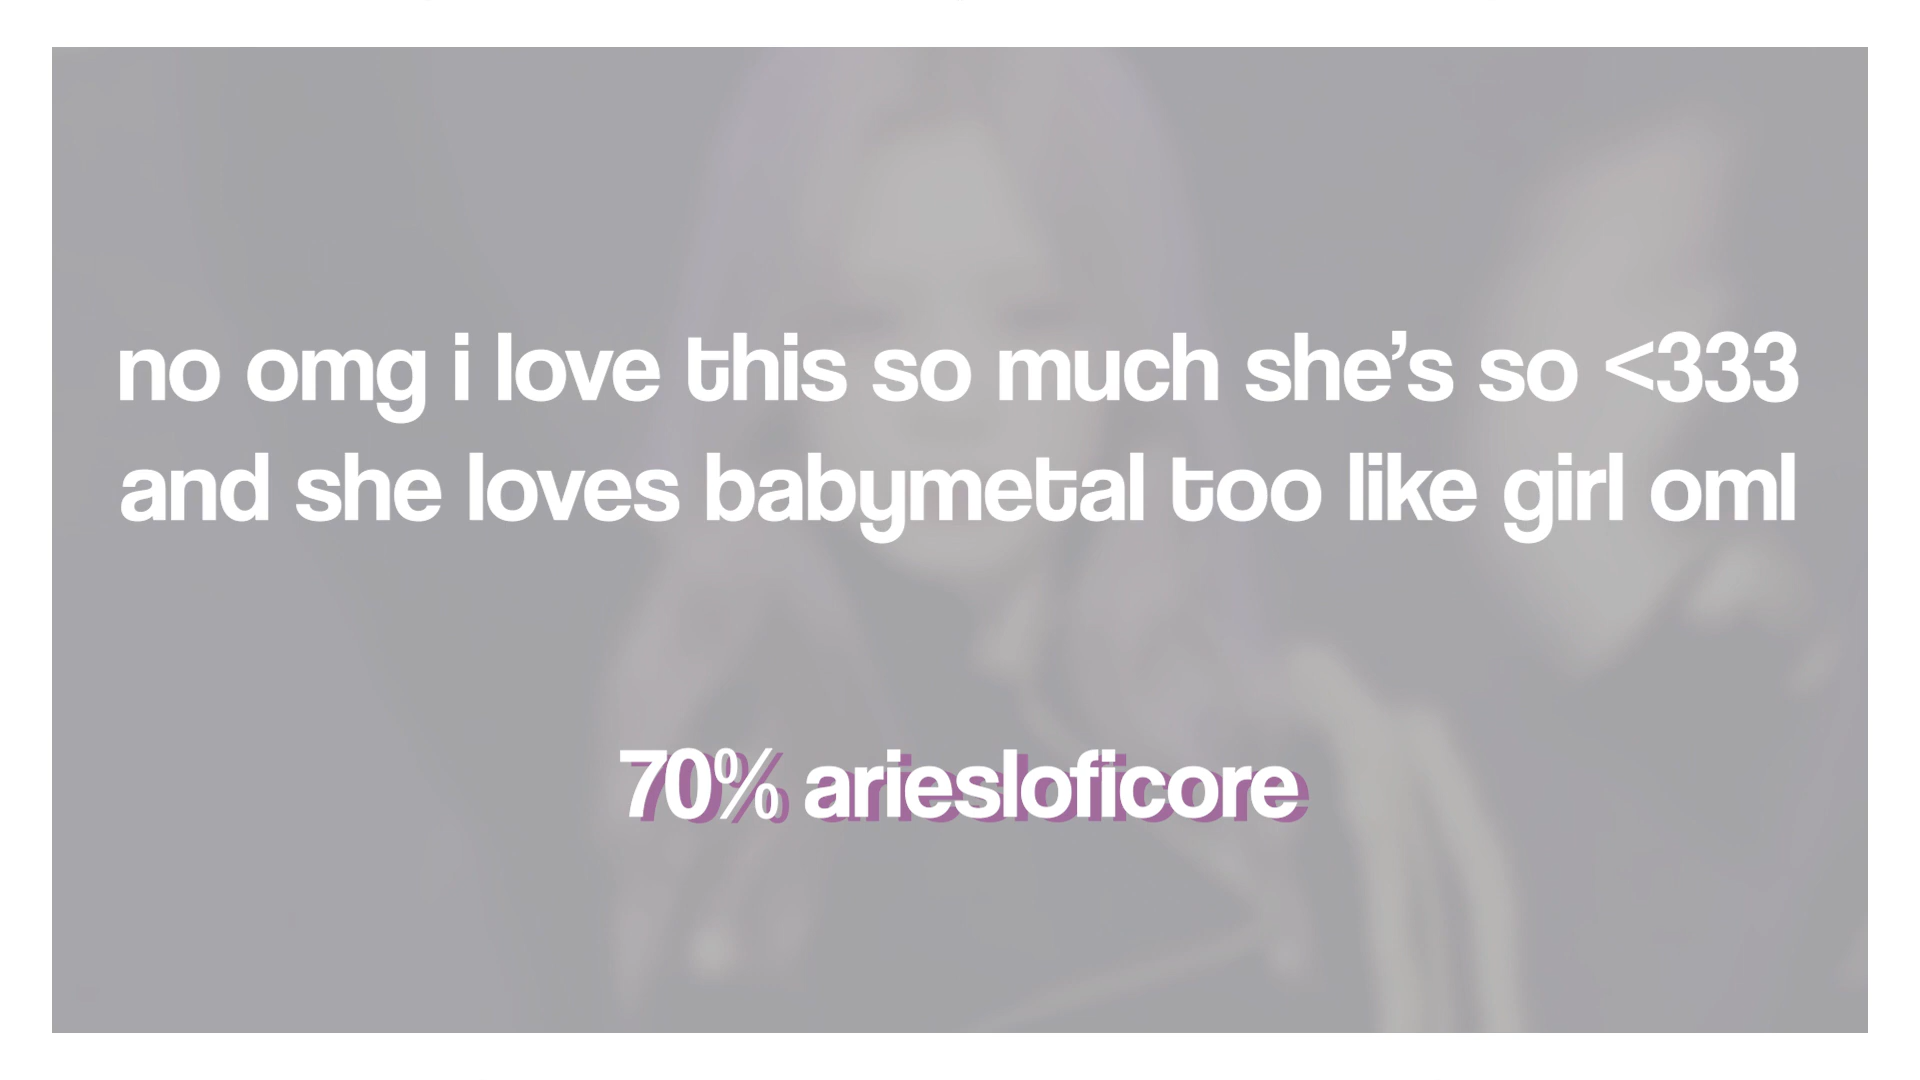 no omg i love this so much she’s so <333
and she loves babymetal too like girl oml
70%ariesloficore